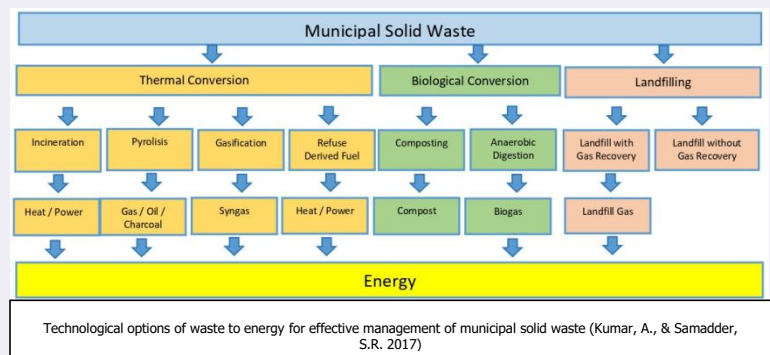 Municipal Solid Waste
Thermal Conversion
Biological Conversion
Landfilling
Incineration
Pyrolisis
Gasification
Refuse
Derived Fuel
Composting
Anaerobic
Digestion
Landfill with
Gas Recovery
Landfill without
Gas Recovery
Heat / Power
Gas / Oil /
Charcoal
Syngas
Heat / Power
Compost
Biogas
Landfill Gas
Energy
Technological options of waste to energy for effective management of municipal solid waste (Kumar, A., & Samadder,
S.R. 2017)